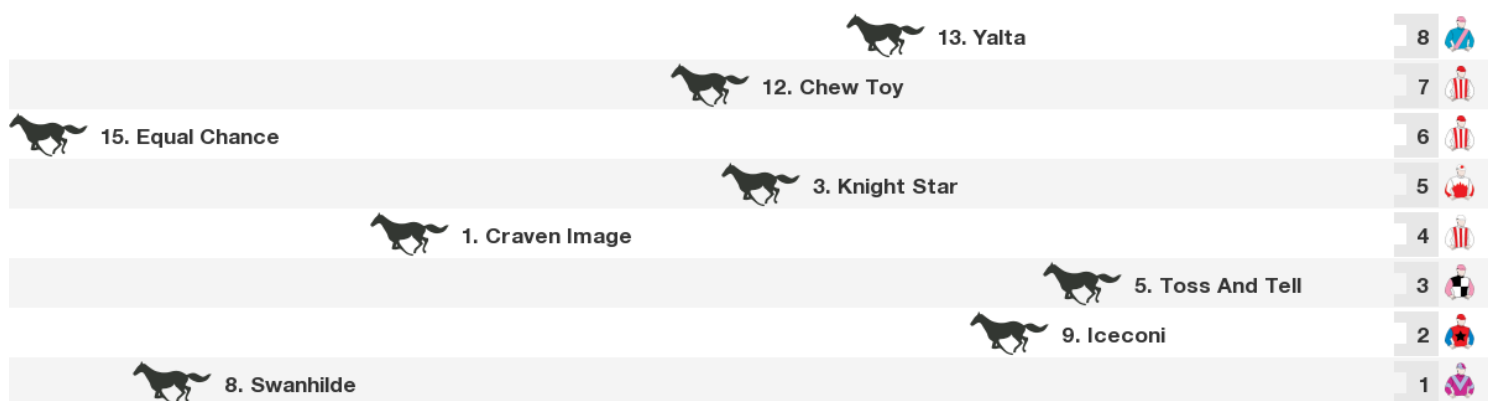 13. Yalta 8
12. Chew Toy 7
15. Equal Chance 6
3. Knight Star 5
1. Craven Image 4
5. Toss And Tell 3
9. Iceconi 2
8. Swanhilde 1